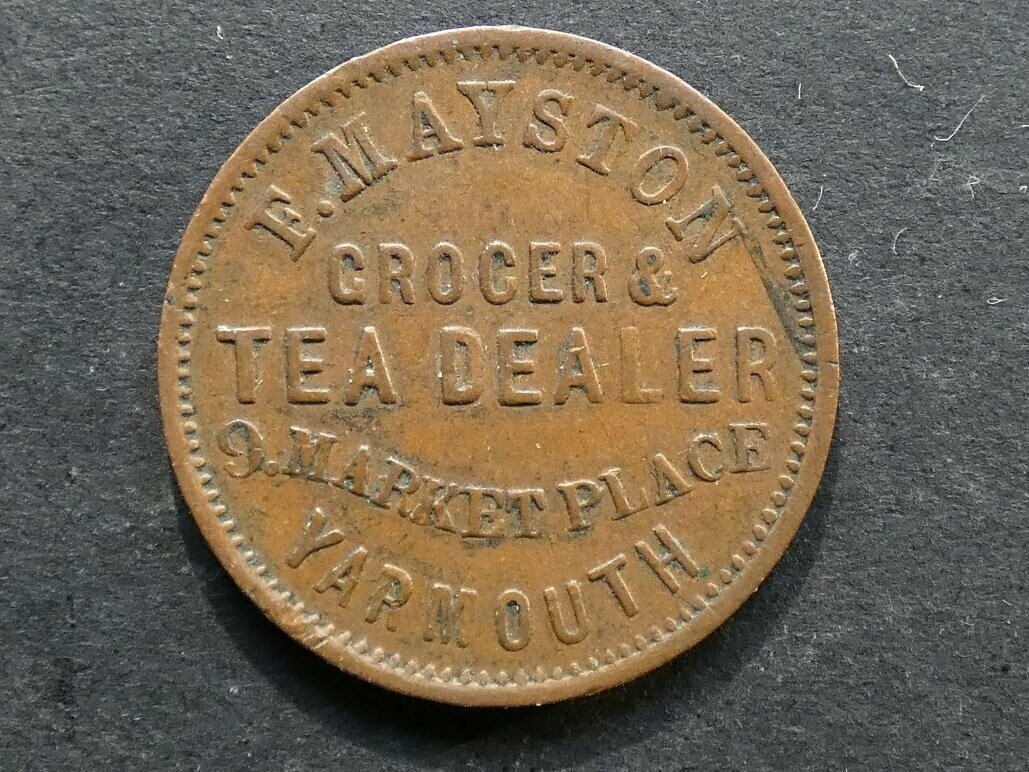 E. MAYSTON
GROCER &
TEA DEALER
9. MARKET PLACE
YARMOUTH